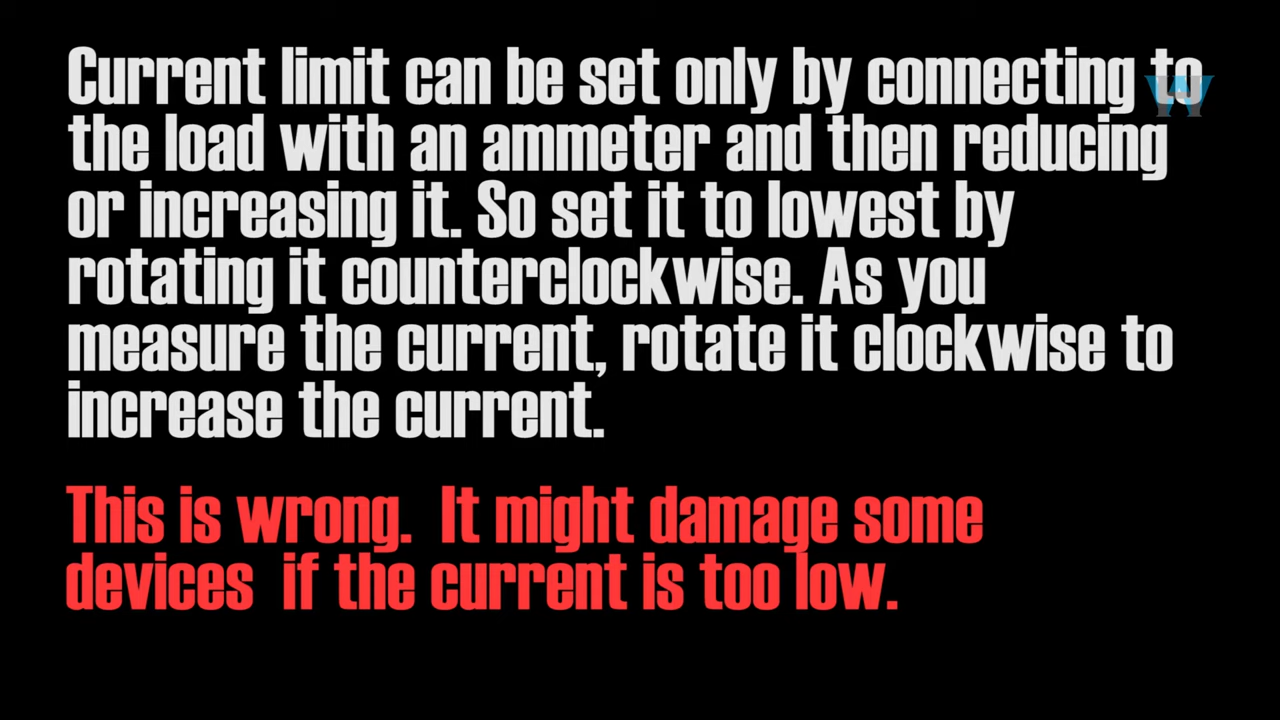 Current limit can be set only by connecting to
the load with an ammeter and then reducing
or increasing it. So set it to lowest by
rotating it counterclockwise. As you
measure the current, rotate it clockwise to
increase the current.
This is wrong. It might damage some
devices if the current is too low.